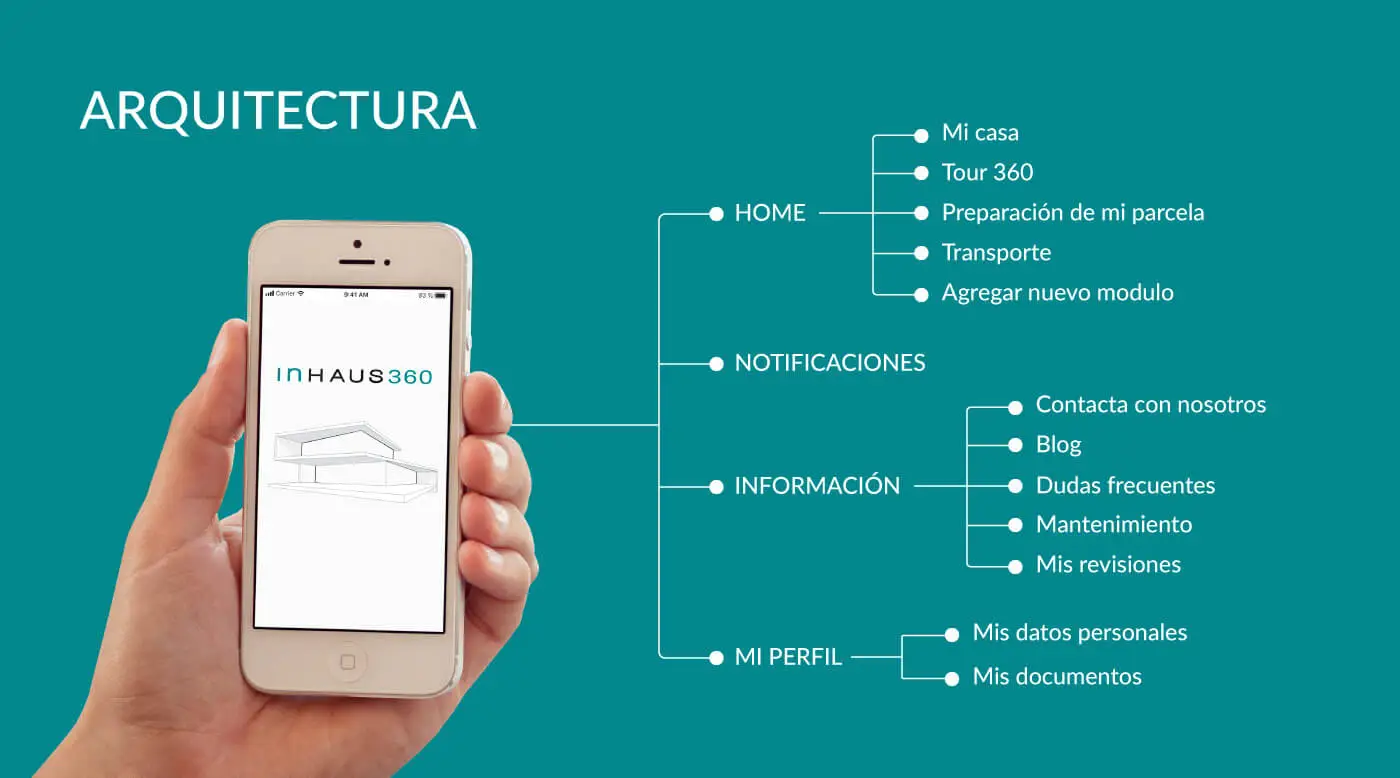 ARQUITECTURA
Carrier
9:41 AM
93 %
inHAUS360
HOME
Mi casa
Tour 360
Preparación de mi parcela
Transporte
Agregar nuevo modulo
NOTIFICACIONES
INFORMACIÓN
Contacta con nosotros
Blog
Dudas frecuentes
Mantenimiento
Mis revisiones
MI PERFIL
Mis datos personales
Mis documentos